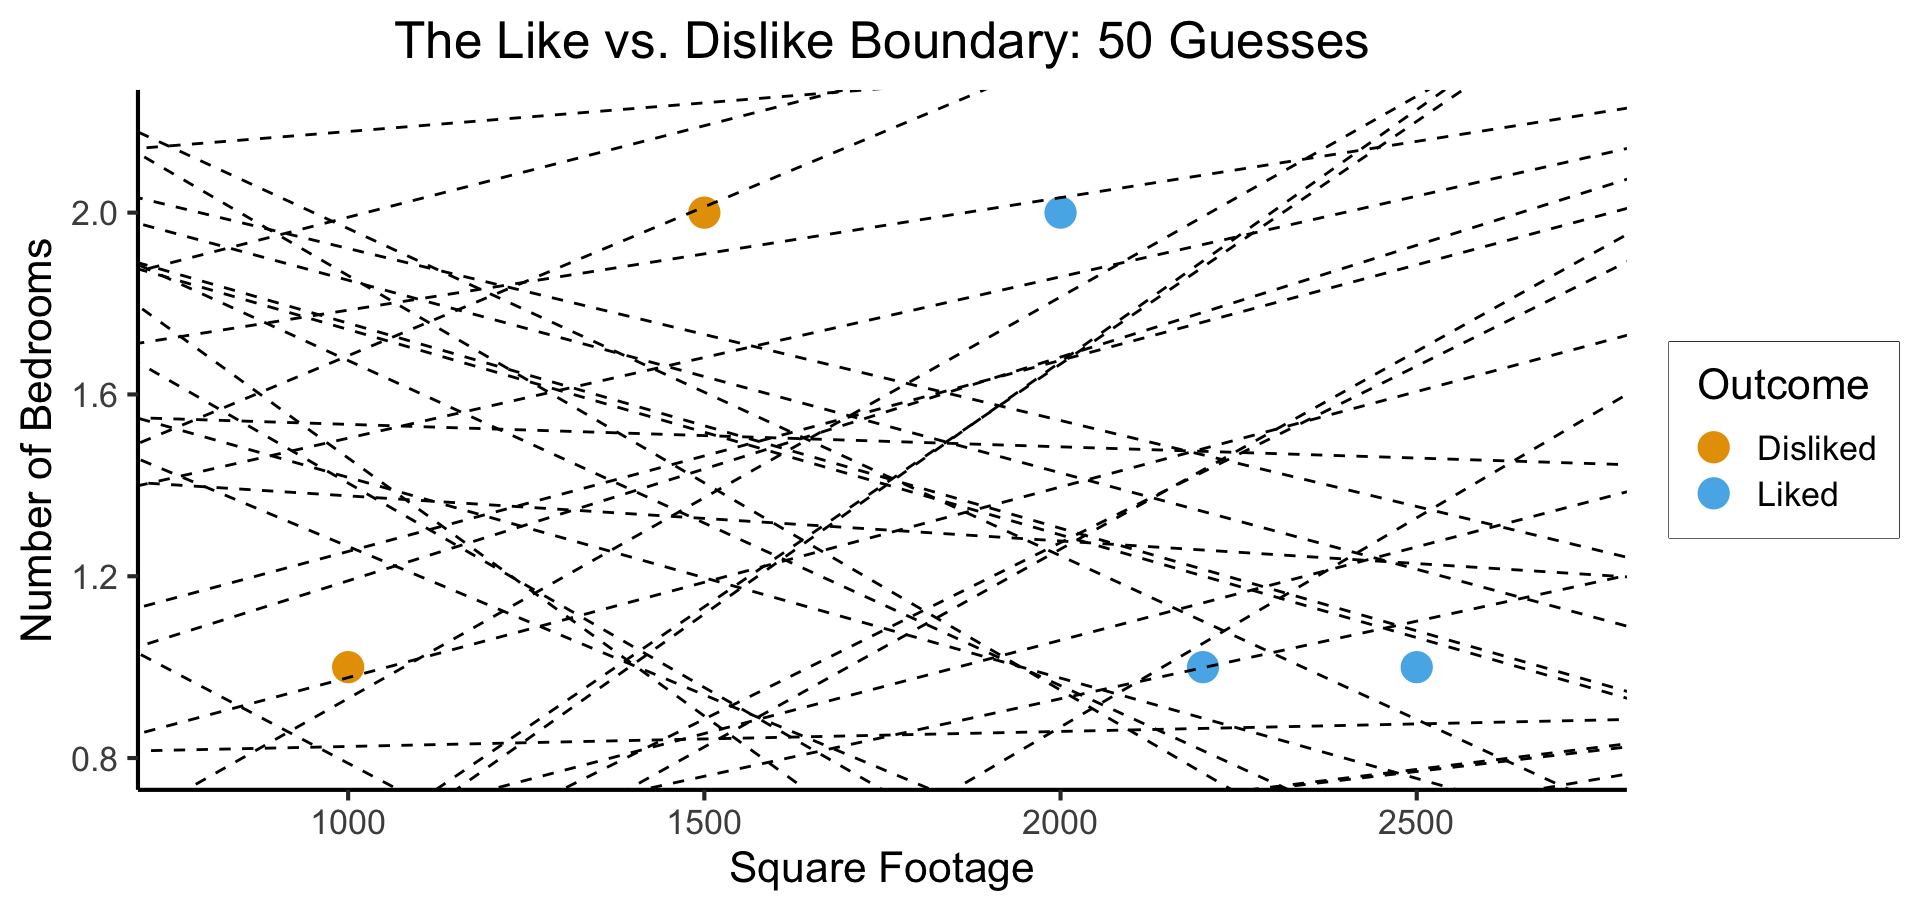 The Like vs. Dislike Boundary: 50 Guesses
Number of Bedrooms
2.0
1.6
1.2
0.8
1000
1500
2000
2500
Square Footage
Outcome
Disliked
Liked